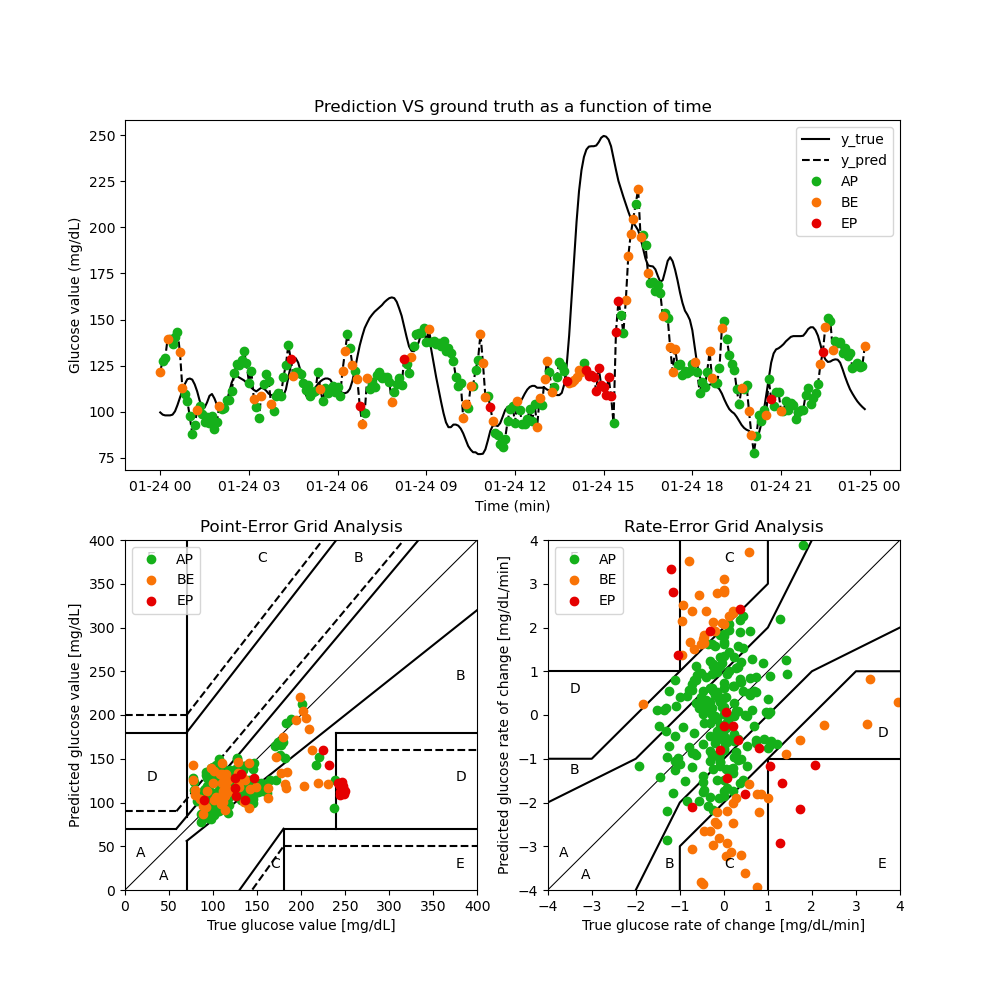 Prediction VS ground truth as a function of time
Glucose value (mg/dL)
250
225
200
175
150
125
100
75
y_true
y_pred
AP
BE
EP
01-24 00
01-24 03
01-24 06
01-24 09
01-24 12
01-24 15
01-24 18
01-24 21
01-25 00
Time (min)
Point-Error Grid Analysis
Predicted glucose value [mg/dL]
400
350
300
250
200
150
100
50
0
AP
BE
EP
C
B
B
D
D
A
A
C
E
0
50
100
150
200
250
300
350
400
True glucose value [mg/dL]
Rate-Error Grid Analysis
Predicted glucose rate of change [mg/dL/min]
4
3
2
1
0
−1
−2
−3
−4
AP
BE
EP
C
D
D
B
A
A
B
C
E
−4
−3
−2
−1
0
1
2
3
4
True glucose rate of change [mg/dL/min]